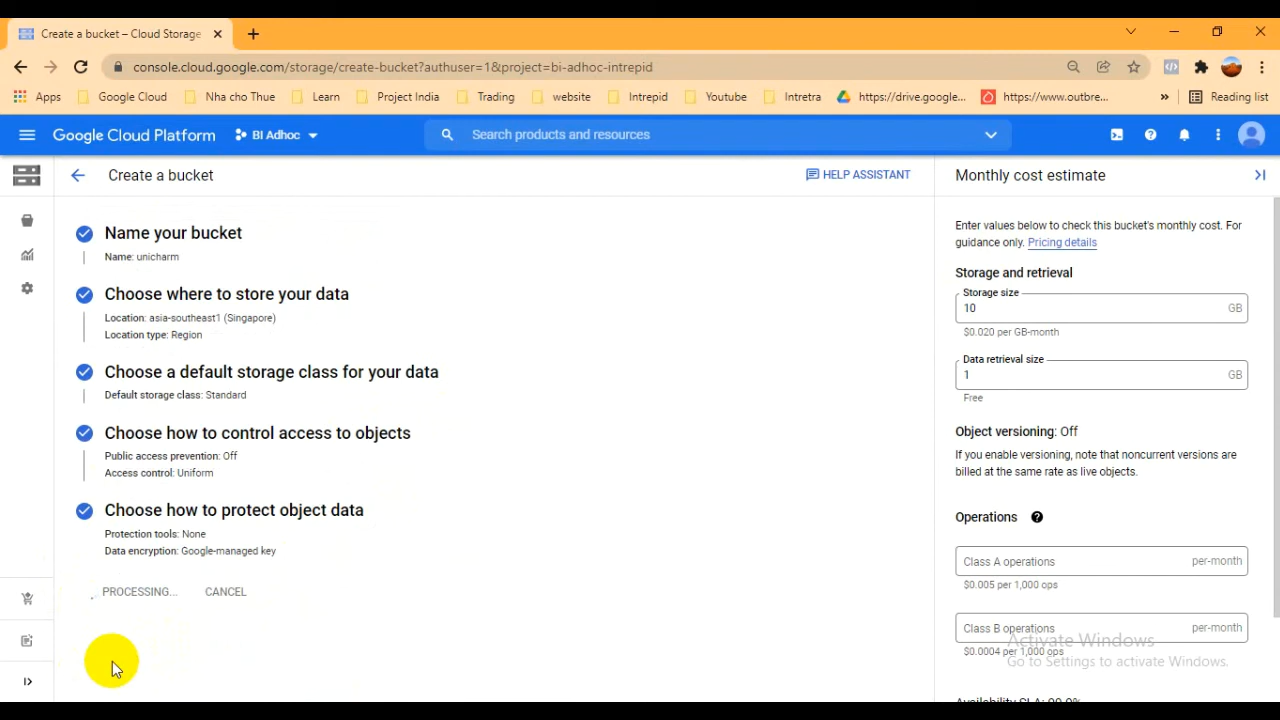 Create a bucket – Cloud Storage
console.cloud.google.com/storage/create-bucket?authuser=1&project=bi-adhoc-intrepid
Apps
Google Cloud
Nha cho Thue
Learn
Project India
Trading
website
Intrepid
Youtube
Intretra
https://drive.google...
https://www.outbre...
»
Reading list
Google Cloud Platform
BI Adhoc
Search products and resources
Create a bucket
HELP ASSISTANT
Name your bucket
Name: unicharm
Choose where to store your data
Location: asia-southeast1 (Singapore)
Location type: Region
Choose a default storage class for your data
Default storage class: Standard
Choose how to control access to objects
Public access prevention: Off
Access control: Uniform
Choose how to protect object data
Protection tools: None
Data encryption: Google-managed key
PROCESSING...
CANCEL
Monthly cost estimate
Enter values below to check this bucket's monthly cost. For
guidance only. Pricing details
Storage and retrieval
Storage size
10 GB
$0.020 per GB-month
Data retrieval size
1 GB
Free
Object versioning: Off
If you enable versioning, note that noncurrent versions are
billed at the same rate as live objects.
Operations
Class A operations per-month
$0.005 per 1,000 ops
Class B operations per-month
$0.0004 per 1,000 ops
Activate Windows
Go to Settings to activate Windows.
Availability SLA: 99.9%